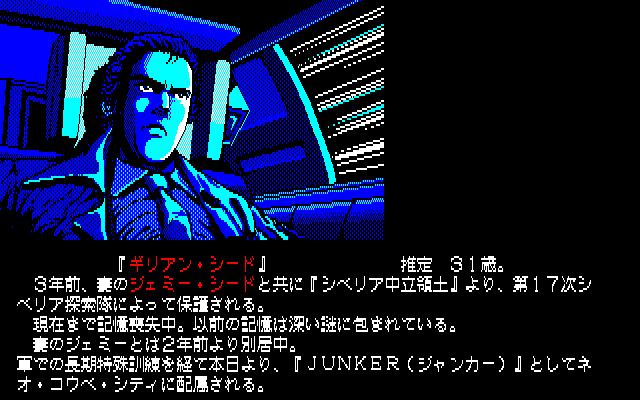 『ギリアン・シード』　推定　３１歳。
３年前、妻のジェミー・シードと共に『シベリア中立領土』より、第１７次シ
ベリア探索隊によって保護される。
現在まで記憶喪失中。以前の記憶は深い謎に包まれている。
妻のジェミーとは２年前より別居中。
軍での長期特殊訓練を経て本日より、『ＪＵＮＫＥＲ（ジャンカー）』としてネ
オ・コウベ・シティに配属される。